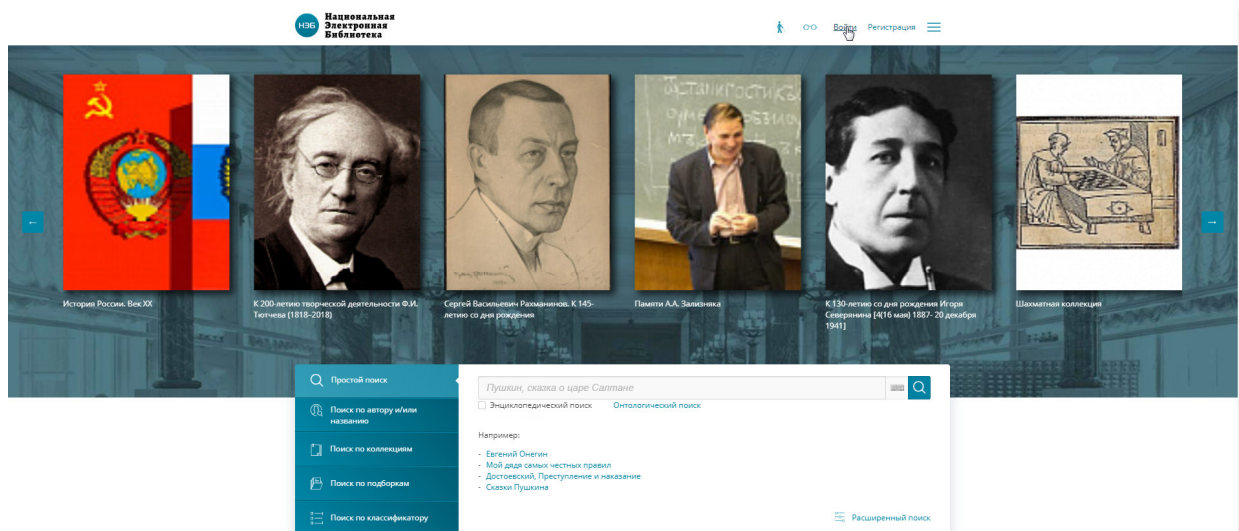 НЭБ
Национальная
Электронная
Библиотека
Войти
Регистрация
История России. Век XX
К 200-летию творческой деятельности Ф.И.
Тютчева (1818–2018)
Сергей Васильевич Рахманинов. К 145-
летию со дня рождения
Памяти А.А. Зализняка
К 130-летию со дня рождения Игоря
Северянина [4(16 мая) 1887- 20 декабря
1941]
Шахматная коллекция
Простой поиск
Поиск по автору и/или
названию
Поиск по коллекциям
Поиск по подборкам
Поиск по классификатору
Пушкин, сказка о царе Салтане
Энциклопедический поиск
Онтологический поиск
Например:
- Евгений Онегин
- Мой дядя самых честных правил
- Достоевский, Преступление и наказание
- Сказки Пушкина
Расширенный поиск